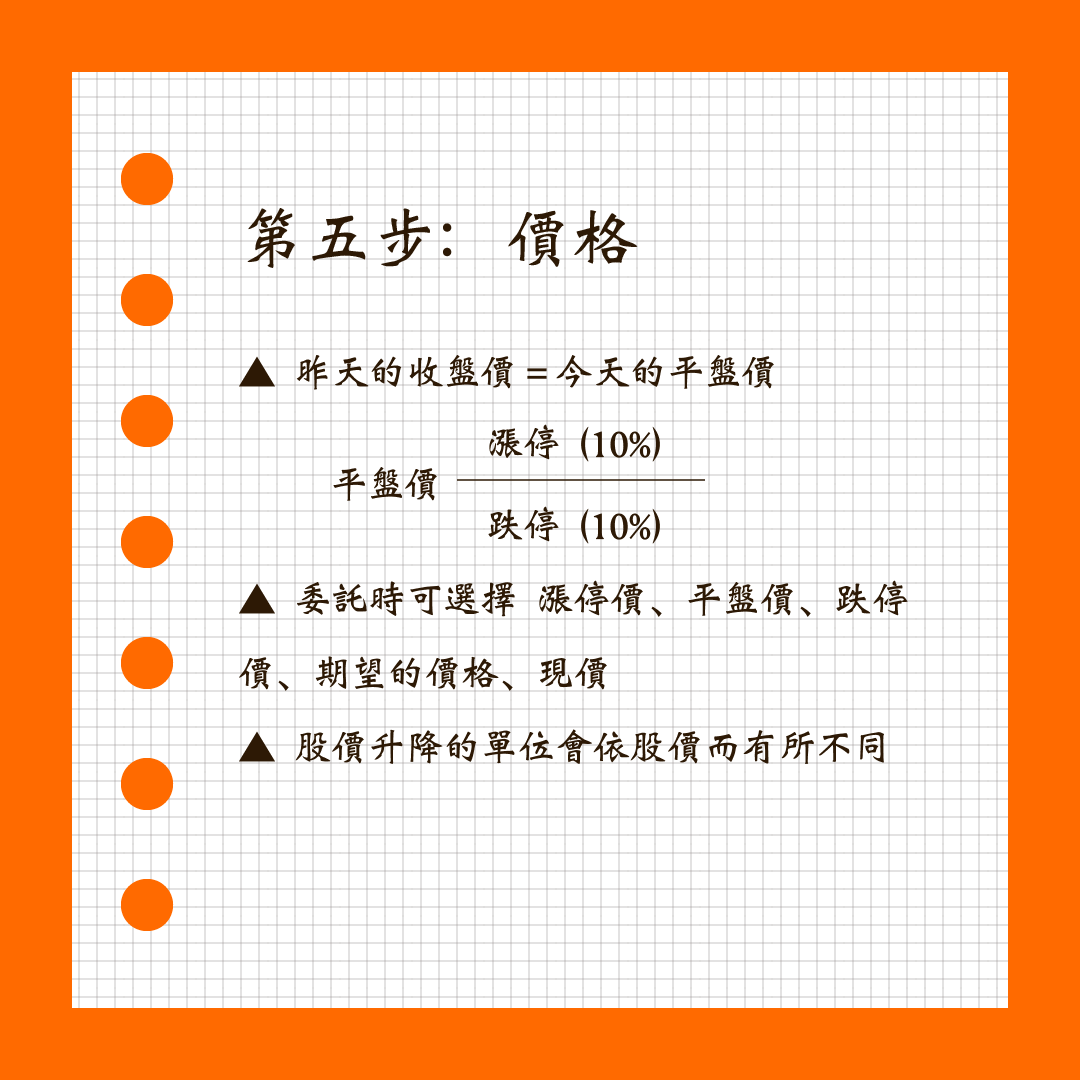 第五步：價格
▲ 昨天的收盤價=今天的平盤價
漲停（10%）
平盤價
跌停（10%）
▲ 委託時可選擇 漲停價、平盤價、跌停
價、期望的價格、現價
▲ 股價升降的單位會依股價而有所不同